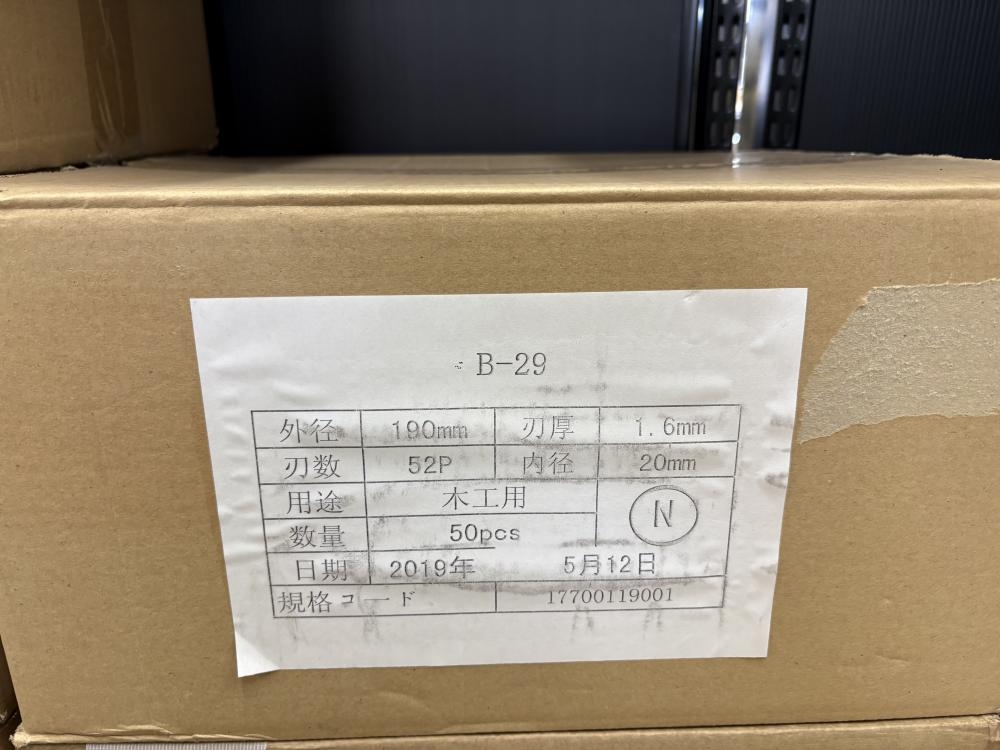 B-29
外径 190mm 刃厚 1.6mm
刃数 52P 内径 20mm
用途 木工用
数量 50pcs N
日期 2019年 5月12日
規格コード 17700119001